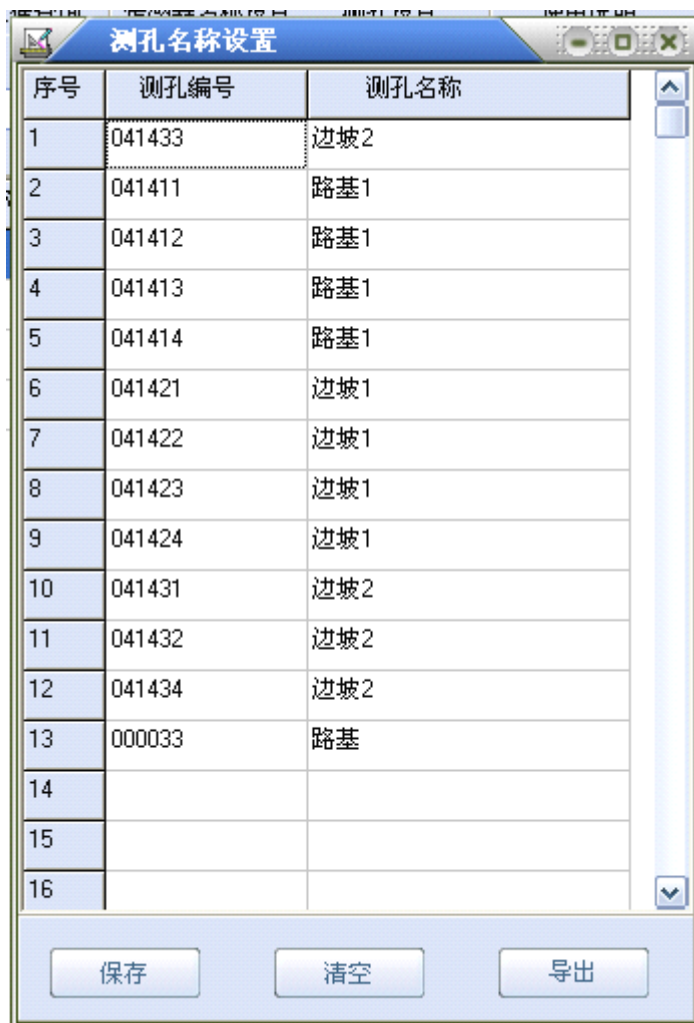 测孔名称设置
序号 测孔编号 测孔名称
1 041433 边坡2
2 041411 路基1
3 041412 路基1
4 041413 路基1
5 041414 路基1
6 041421 边坡1
7 041422 边坡1
8 041423 边坡1
9 041424 边坡1
10 041431 边坡2
11 041432 边坡2
12 041434 边坡2
13 000033 路基
14
15
16
保存 清空 导出